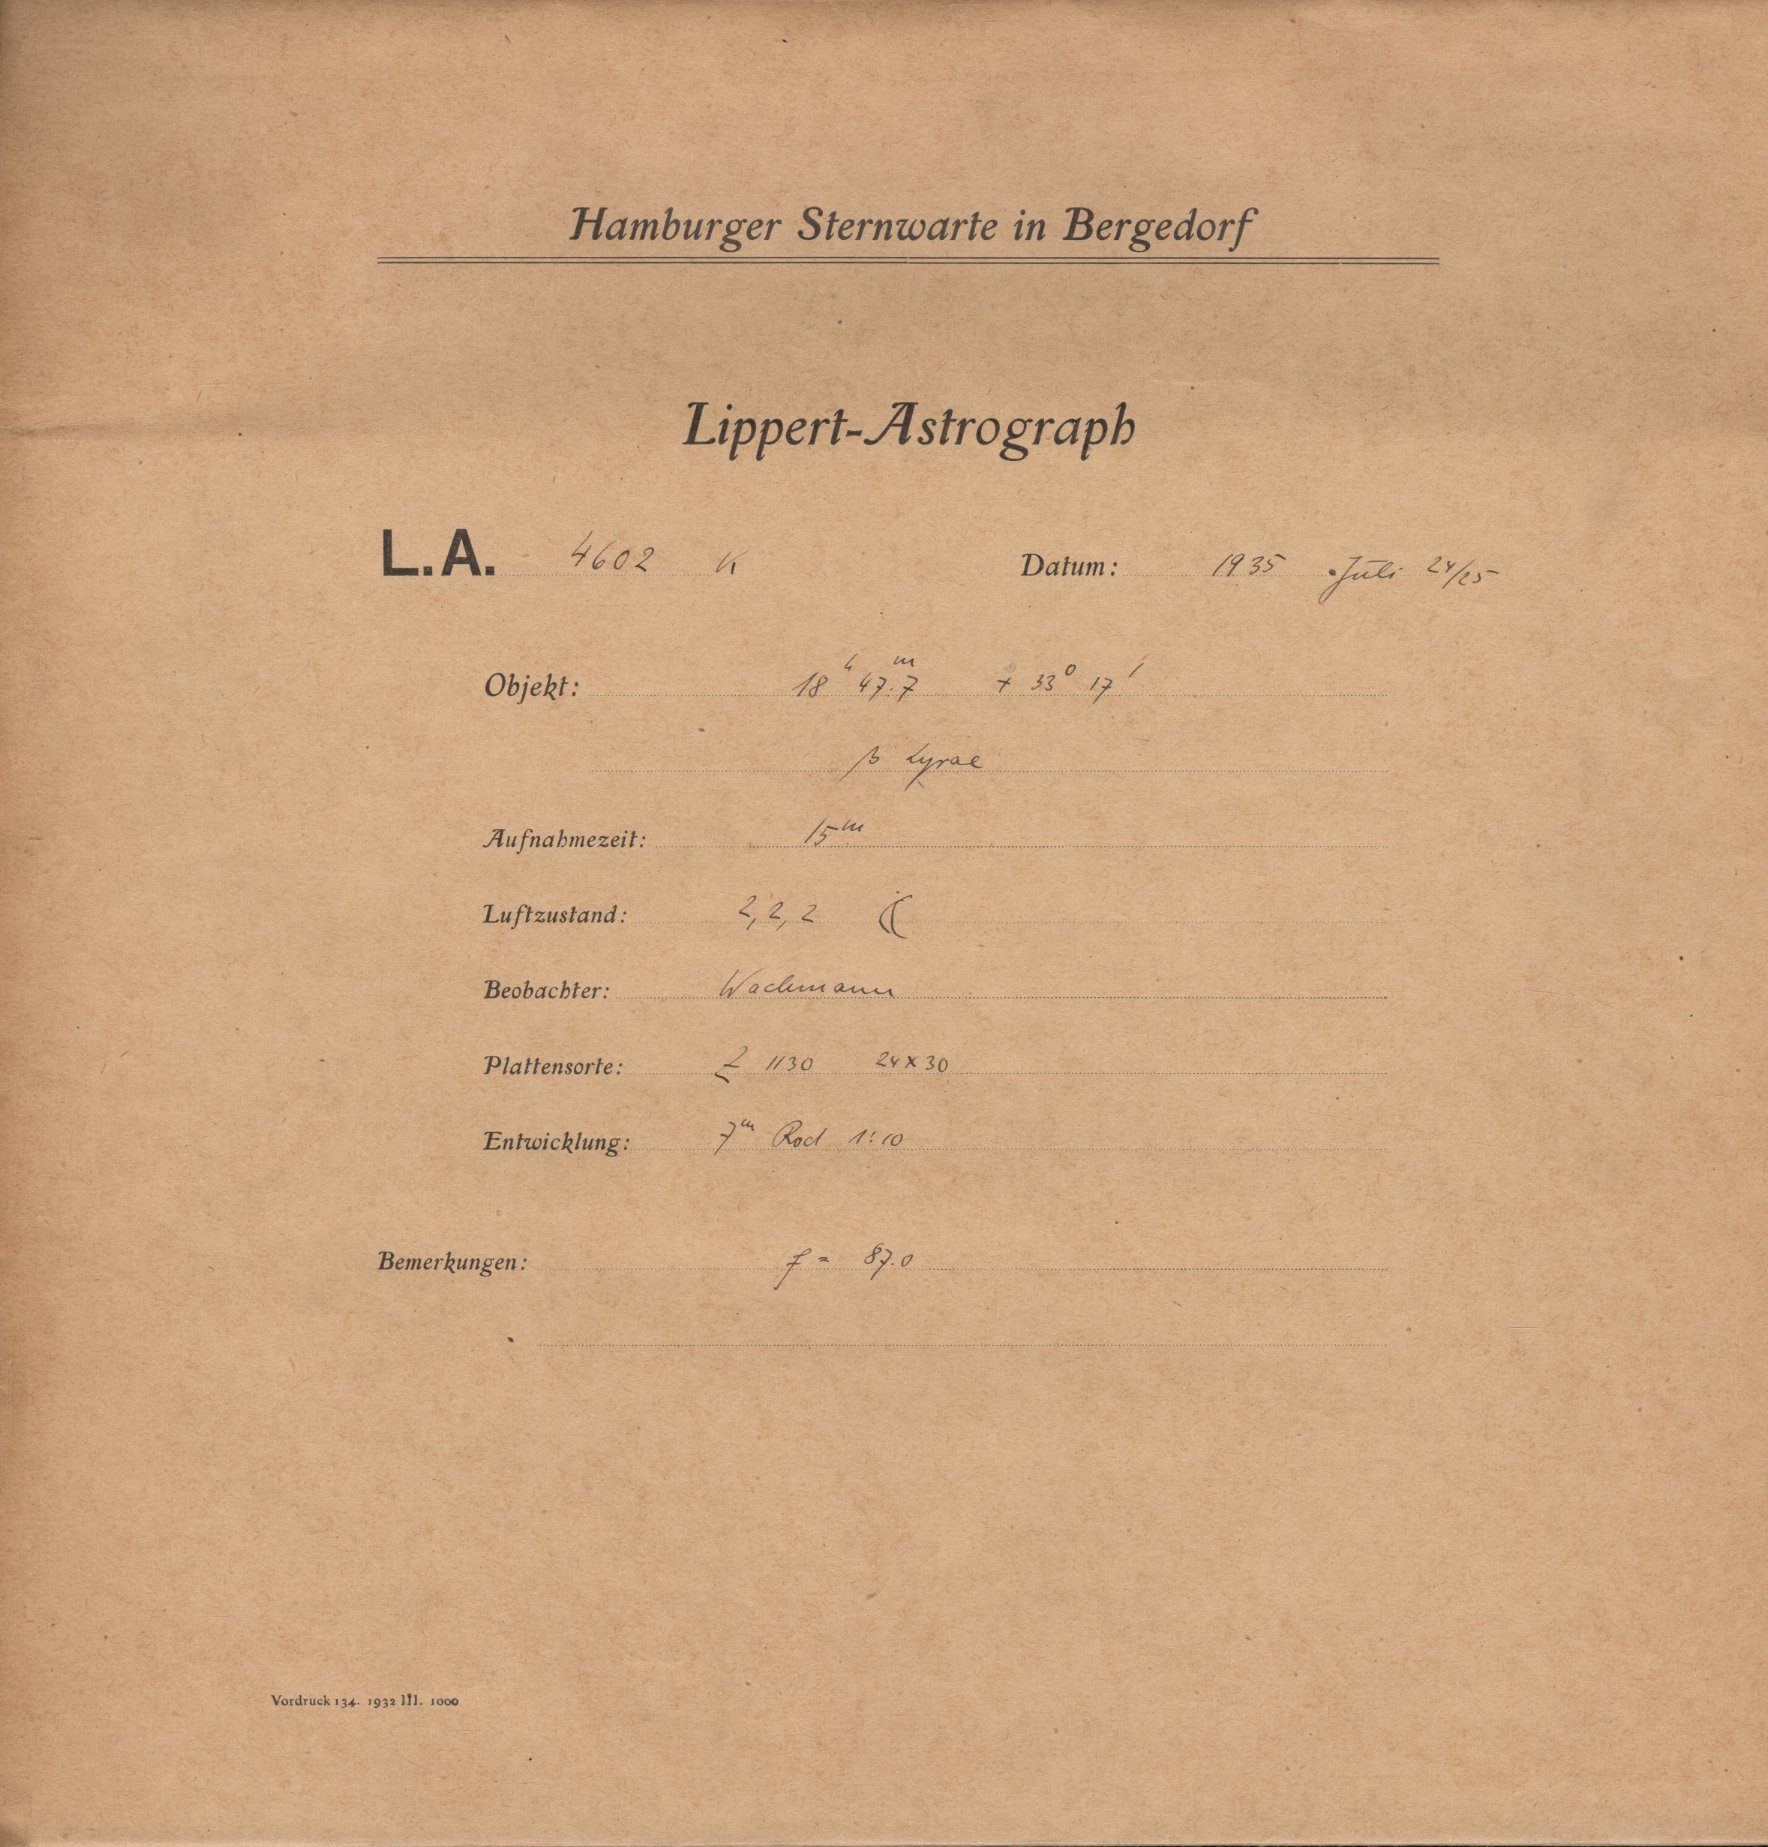 Hamburger Sternwarte in Bergedorf
Lippert-Astrograph
L.A. 4602 K Datum: 1935 Juli 24/25
Objekt: 18ʰ 47.ᵐ7 + 33° 17'
β Lyrae
Aufnahmezeit: 15ᵐ
Luftzustand: 2, 2, 2
Beobachter: Wachmann
Plattensorte: 1130 24×30
Entwicklung: 7ᵐ Rod 1:10
Bemerkungen: f = 87.0
Vordruck 134. 1932 III. 1000